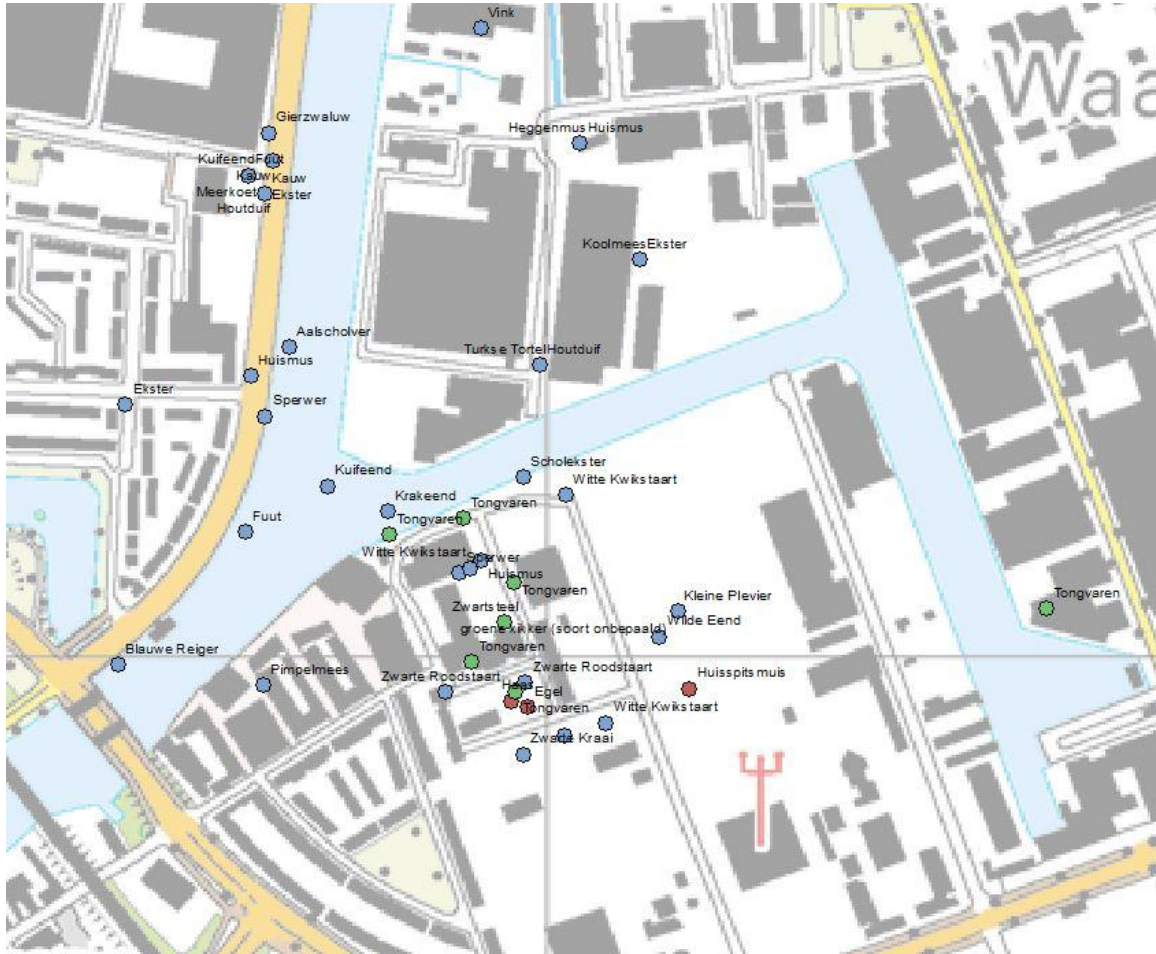 Vink
Waa
Gierzwaluw
Heggenmus Huismus
KuifeendFuut
Kauw
Kauw
Meerkoet
Ekster
Houtduif
KoolmeesEkster
Aalscholver
Turkse TortelHoutduif
Huismus
Ekster
Sperwer
Scholekster
Kuifeend
Witte Kwikstaart
Krakeend
Tongvaren
Fuut
Tongvaren
Witte Kwikstaart
Sperwer
Huismus
Tongvaren
Kleine Plevier
Tongvaren
Zwartsteel
groene kikker (soort onbepaald)
Wilde Eend
Tongvaren
Blauwe Reiger
Zwarte Roodstaart
Huisspitsmuis
Pimpelmees
Zwarte Roodstaart
Haas
Egel
Tongvaren
Witte Kwikstaart
Zwarte Kraai